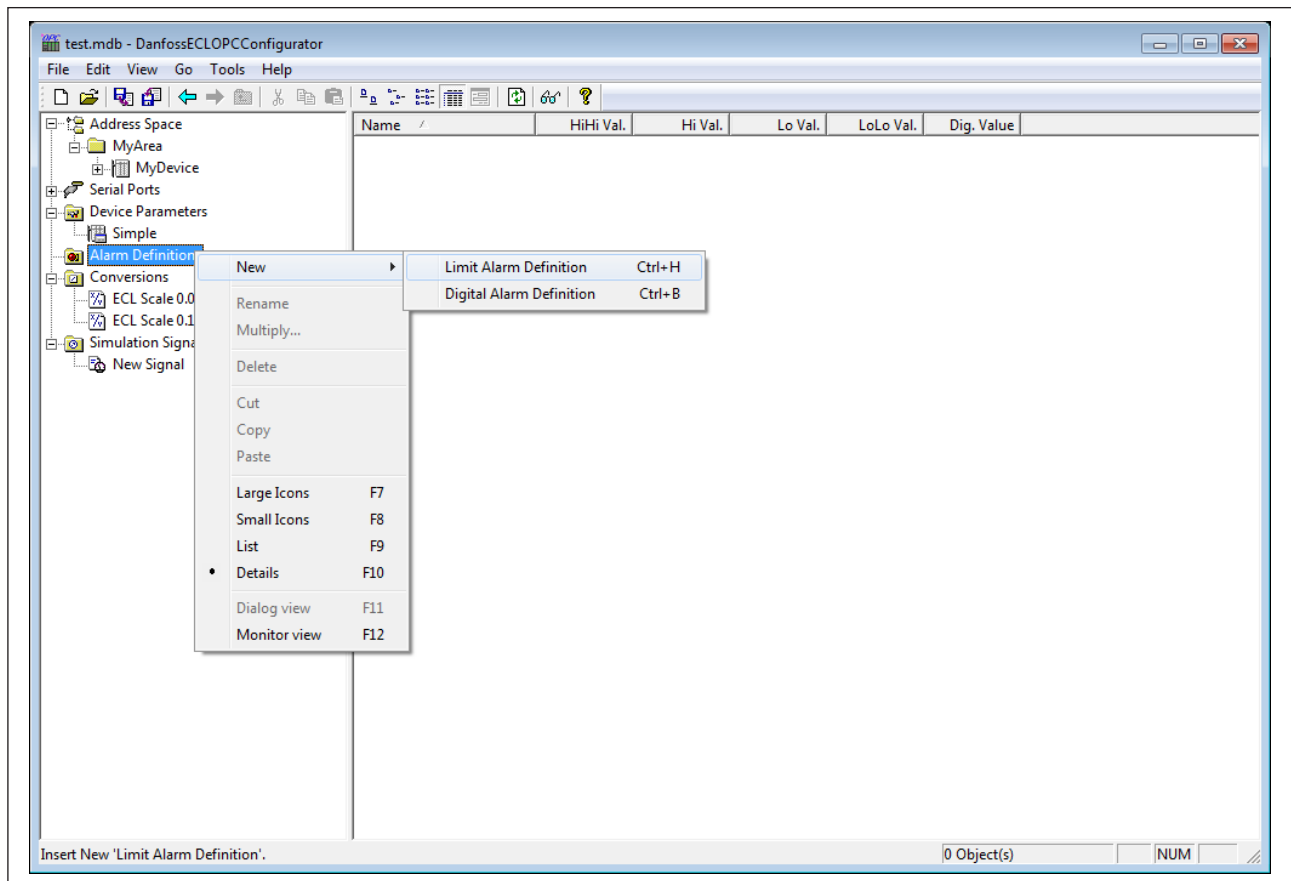 test.mdb - DanfossECLOPCConfigurator
File Edit View Go Tools Help
Address Space
MyArea
MyDevice
Serial Ports
Device Parameters
Simple
Alarm Definition
Conversions
ECL Scale 0.0
ECL Scale 0.1
Simulation Signa
New Signal
Name HiHi Val. Hi Val. Lo Val. LoLo Val. Dig. Value
New
Rename
Multiply...
Delete
Cut
Copy
Paste
Large Icons F7
Small Icons F8
List F9
Details F10
Dialog view F11
Monitor view F12
Limit Alarm Definition Ctrl+H
Digital Alarm Definition Ctrl+B
Insert New 'Limit Alarm Definition'.
0 Object(s)
NUM